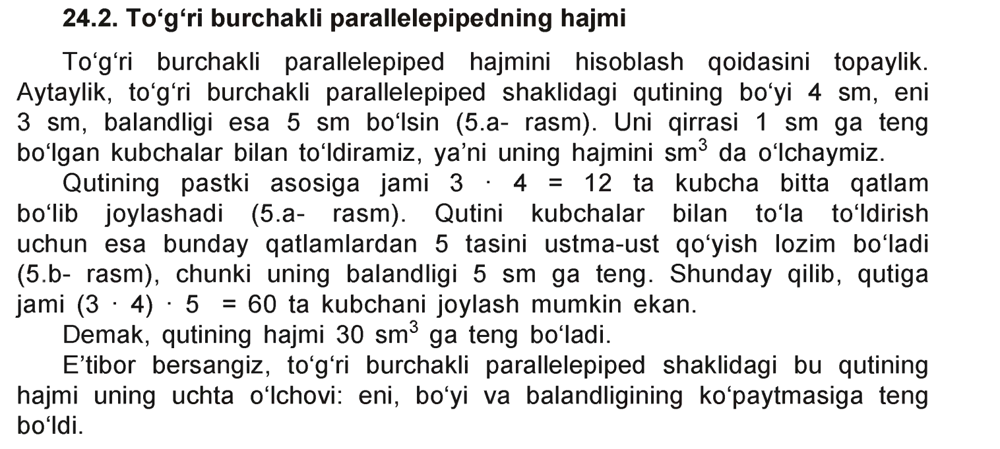 24.2. To‘g‘ri burchakli parallelepipedning hajmi
To‘g‘ri burchakli parallelepiped hajmini hisoblash qoidasini topaylik.
Aytaylik, to‘g‘ri burchakli parallelepiped shaklidagi qutining bo‘yi 4 sm, eni
3 sm, balandligi esa 5 sm bo‘lsin (5.a- rasm). Uni qirrasi 1 sm ga teng
bo‘lgan kubchalar bilan to‘ldiramiz, ya’ni uning hajmini sm³ da o‘lchaymiz.
Qutining pastki asosiga jami 3 · 4 = 12 ta kubcha bitta qatlam
bo‘lib joylashadi (5.a- rasm). Qutini kubchalar bilan to‘la to‘ldirish
uchun esa bunday qatlamlardan 5 tasini ustma-ust qo‘yish lozim bo‘ladi
(5.b- rasm), chunki uning balandligi 5 sm ga teng. Shunday qilib, qutiga
jami (3 · 4) · 5 = 60 ta kubchani joylash mumkin ekan.
Demak, qutining hajmi 30 sm³ ga teng bo‘ladi.
E’tibor bersangiz, to‘g‘ri burchakli parallelepiped shaklidagi bu qutining
hajmi uning uchta o‘lchovi: eni, bo‘yi va balandligining ko‘paytmasiga teng
bo‘ldi.